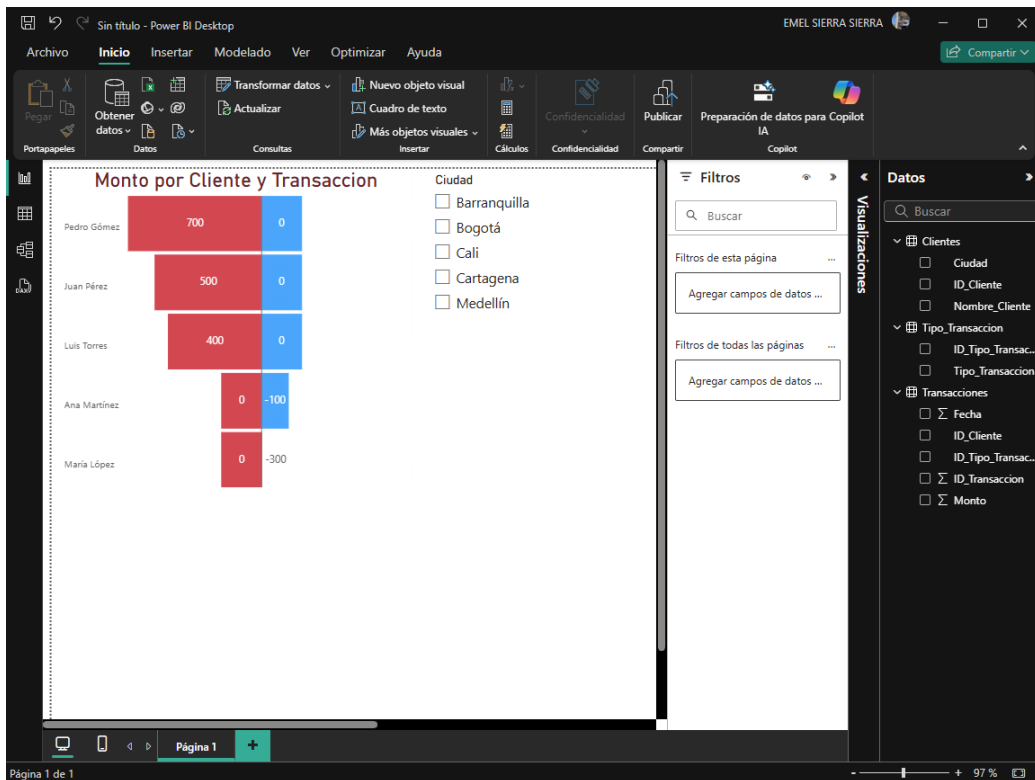 Sin título - Power BI Desktop
EMEL SIERRA SIERRA
Archivo Inicio Insertar Modelado Ver Optimizar Ayuda
Compartir
Pegar
Portapapeles
Obtener datos
Datos
Transformar datos
Actualizar
Consultas
Nuevo objeto visual
Cuadro de texto
Más objetos visuales
Insertar
Cálculos
Confidencialidad
Confidencialidad
Publicar
Compartir
Preparación de datos para IA
Copilot
Copilot
Monto por Cliente y Transaccion
Pedro Gómez 700 0
Juan Pérez 500 0
Luis Torres 400 0
Ana Martínez 0 -100
María López 0 -300
Ciudad
Barranquilla
Bogotá
Cali
Cartagena
Medellín
Filtros
Buscar
Filtros de esta página ...
Agregar campos de datos ...
Filtros de todas las páginas ...
Agregar campos de datos ...
Visualizaciones
Datos
Buscar
Clientes
Ciudad
ID_Cliente
Nombre_Cliente
Tipo_Transaccion
ID_Tipo_Transac...
Tipo_Transaccion
Transacciones
Σ Fecha
ID_Cliente
ID_Tipo_Transac...
Σ ID_Transaccion
Σ Monto
Página 1 +
Página 1 de 1
- + 97 %